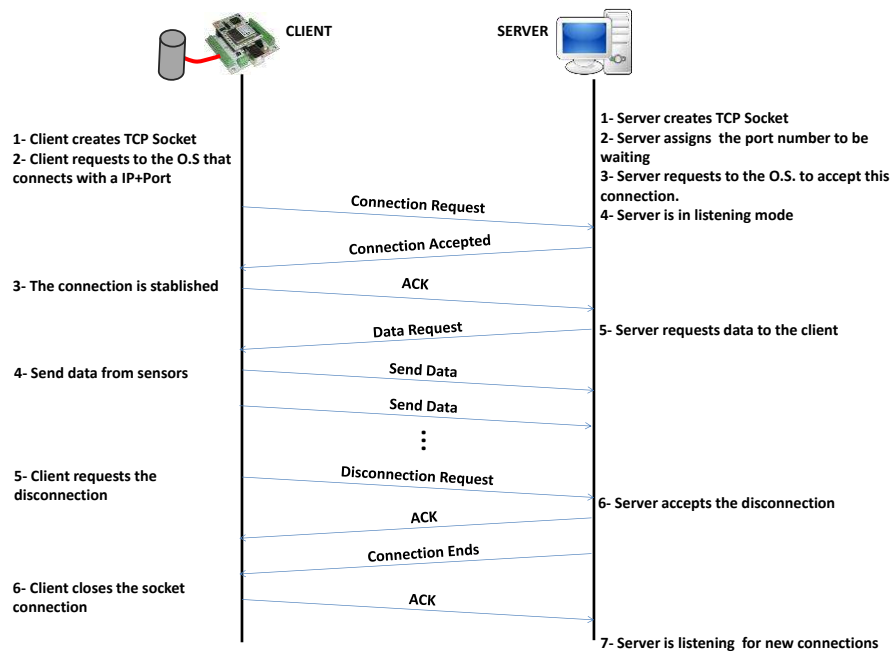 CLIENT
SERVER
1- Client creates TCP Socket
2- Client requests to the O.S that
connects with a IP+Port
1- Server creates TCP Socket
2- Server assigns the port number to be
waiting
3- Server requests to the O.S. to accept this
connection.
4- Server is in listening mode
Connection Request
Connection Accepted
3- The connection is stablished
ACK
Data Request
5- Server requests data to the client
4- Send data from sensors
Send Data
Send Data
5- Client requests the
disconnection
Disconnection Request
6- Server accepts the disconnection
ACK
Connection Ends
6- Client closes the socket
connection
ACK
7- Server is listening for new connections